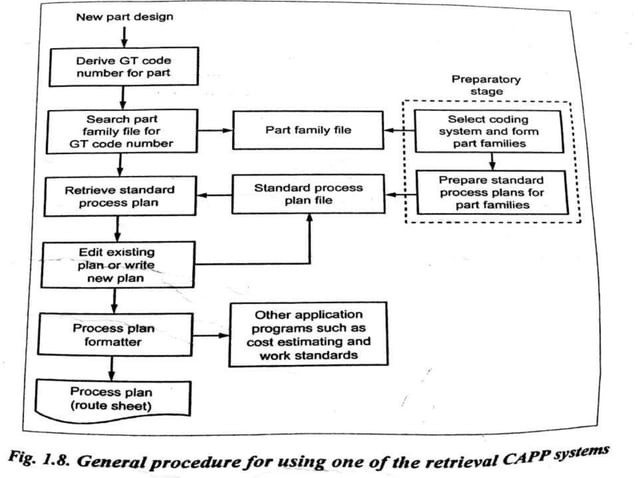 New part design
Derive GT code
number for part
Preparatory
stage
Search part
family file for
GT code number
Part family file
Select coding
system and form
part families
Retrieve standard
process plan
Standard process
plan file
Prepare standard
process plans for
part families
Edit existing
plan or write
new plan
Process plan
formatter
Other application
programs such as
cost estimating and
work standards
Process plan
(route sheet)
Fig. 1.8. General procedure for using one of the retrieval CAPP systems